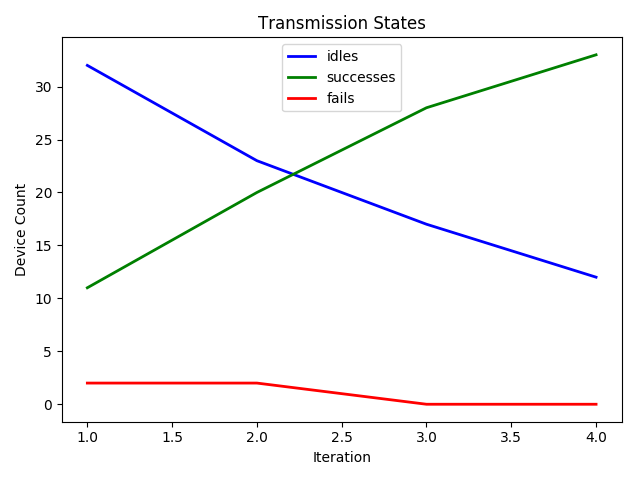 Transmission States
idles
successes
fails
Device Count
30
25
20
15
10
5
0
1.0 1.5 2.0 2.5 3.0 3.5 4.0
Iteration